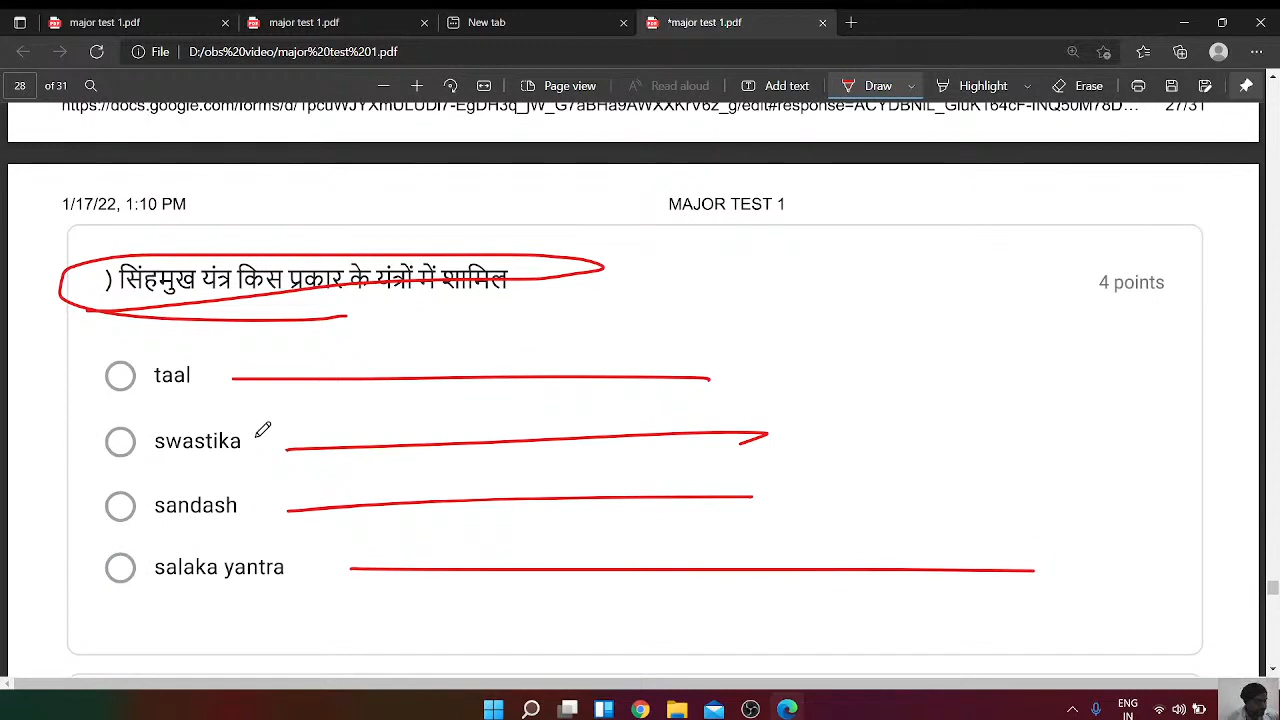 major test 1.pdf
major test 1.pdf
New tab
*major test 1.pdf
File
D:/obs%20video/major%20test%201.pdf
28 of 31
Page view
Read aloud
Add text
Draw
Highlight
Erase
27/31
1/17/22, 1:10 PM
MAJOR TEST 1
) सिंहमुख यंत्र किस प्रकार के यंत्रों में शामिल
4 points
taal
swastika
sandash
salaka yantra
ENG
IN